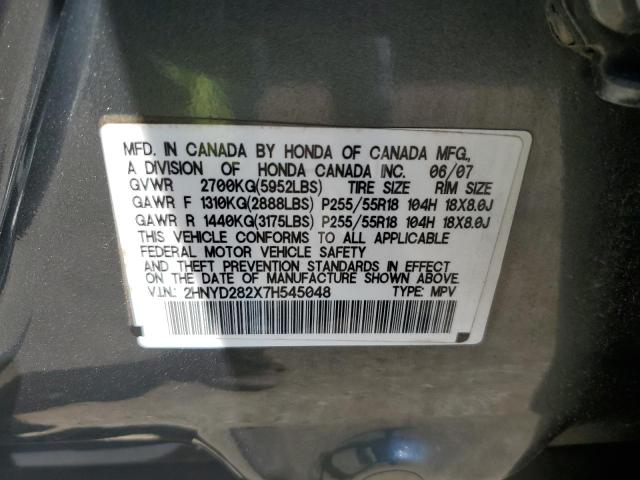 MFD. IN CANADA BY HONDA OF CANADA MFG.,
A DIVISION OF HONDA CANADA INC. 06/07
GVWR 2700KG(5952LBS) TIRE SIZE RIM SIZE
GAWR F 1310KG(2888LBS) P255/55R18 104H 18X8.0J
GAWR R 1440KG(3175LBS) P255/55R18 104H 18X8.0J
THIS VEHICLE CONFORMS TO ALL APPLICABLE
FEDERAL MOTOR VEHICLE SAFETY
AND THEFT PREVENTION STANDARDS IN EFFECT
ON THE DATE OF MANUFACTURE SHOWN ABOVE.
V.I.N.: 2HNYD282X7H545048 TYPE: MPV